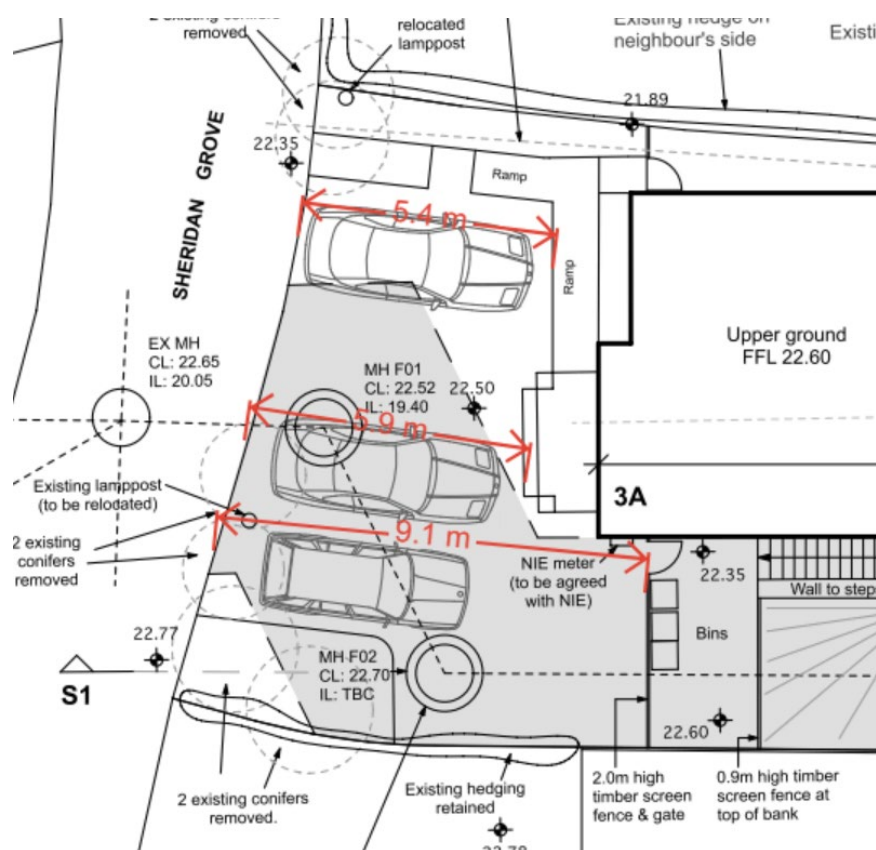 2 existing conifers
removed
relocated
lamppost
Existing hedge on
neighbour's side
Existi
21.89
22.35
SHERIDAN GROVE
Ramp
5.4 m
Ramp
Upper ground
FFL 22.60
EX MH
CL: 22.65
IL: 20.05
MH F01
CL: 22.52
IL: 19.40
22.50
5.9 m
Existing lamppost
(to be relocated)
3A
9.1 m
2 existing
conifers
removed
NIE meter
(to be agreed
with NIE)
22.35
Wall to step
Bins
22.77
S1
MH F02
CL: 22.70
IL: TBC
22.60
2 existing conifers
removed.
Existing hedging
retained
2.0m high
timber screen
fence & gate
0.9m high timber
screen fence at
top of bank